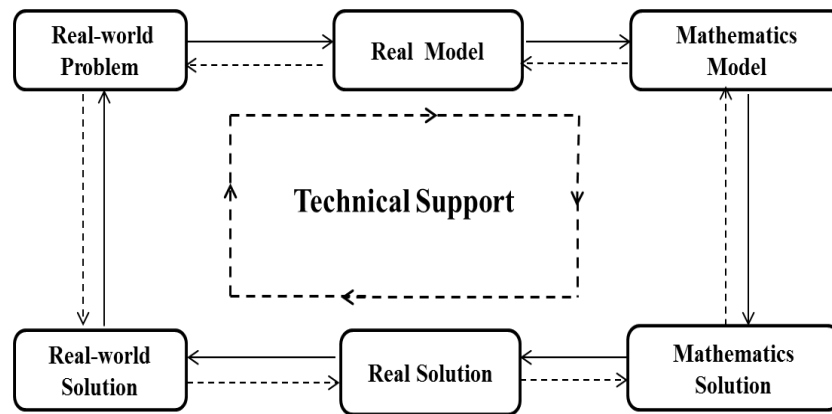 Real-world
Problem
Real Model
Mathematics
Model
Technical Support
Real-world
Solution
Real Solution
Mathematics
Solution